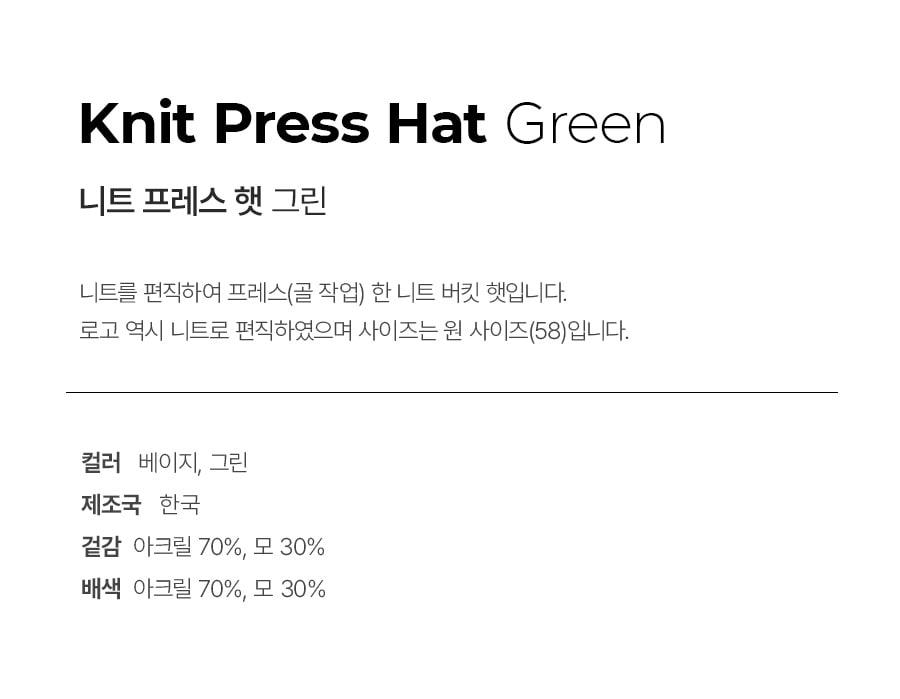 Knit Press Hat Green
니트 프레스 햇 그린
니트를 편직하여 프레스(골 작업) 한 니트 버킷 햇입니다.
로고 역시 니트로 편직하였으며 사이즈는 원 사이즈(58)입니다.
컬러 베이지, 그린
제조국 한국
겉감 아크릴 70%, 모 30%
배색 아크릴 70%, 모 30%